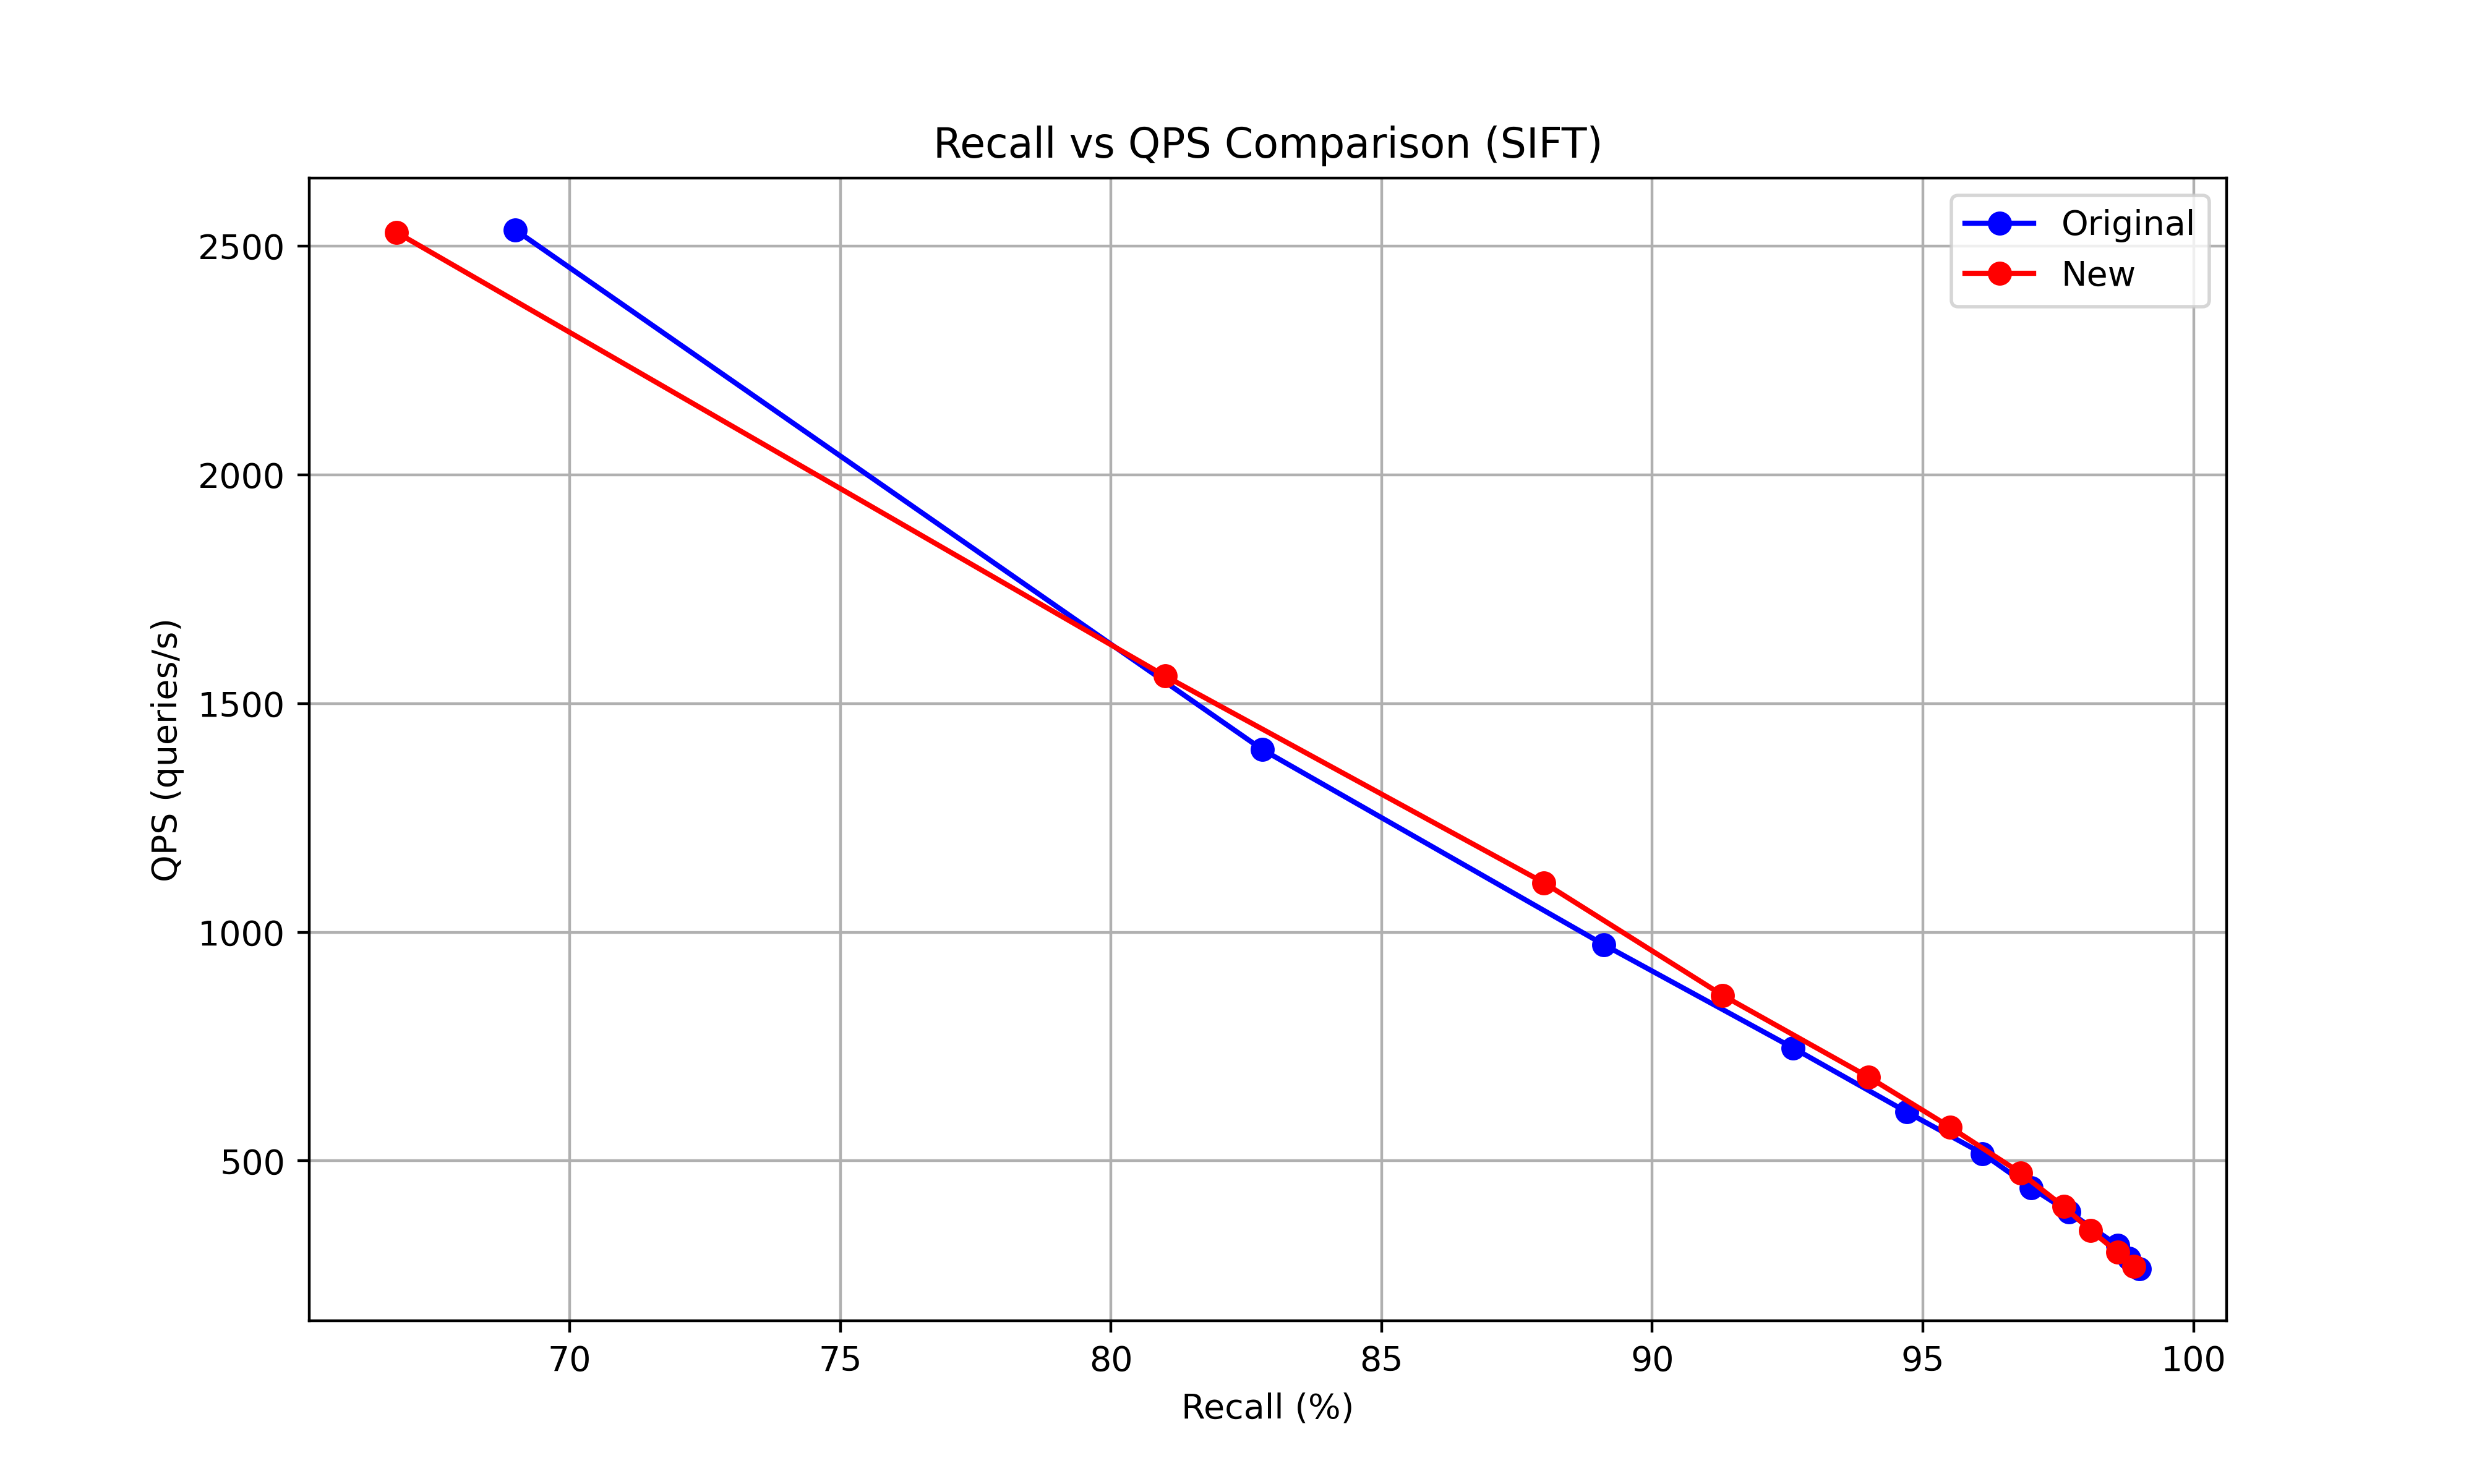 Recall vs QPS Comparison (SIFT)
Original
New
2500
2000
1500
1000
500
QPS (queries/s)
70 75 80 85 90 95 100
Recall (%)